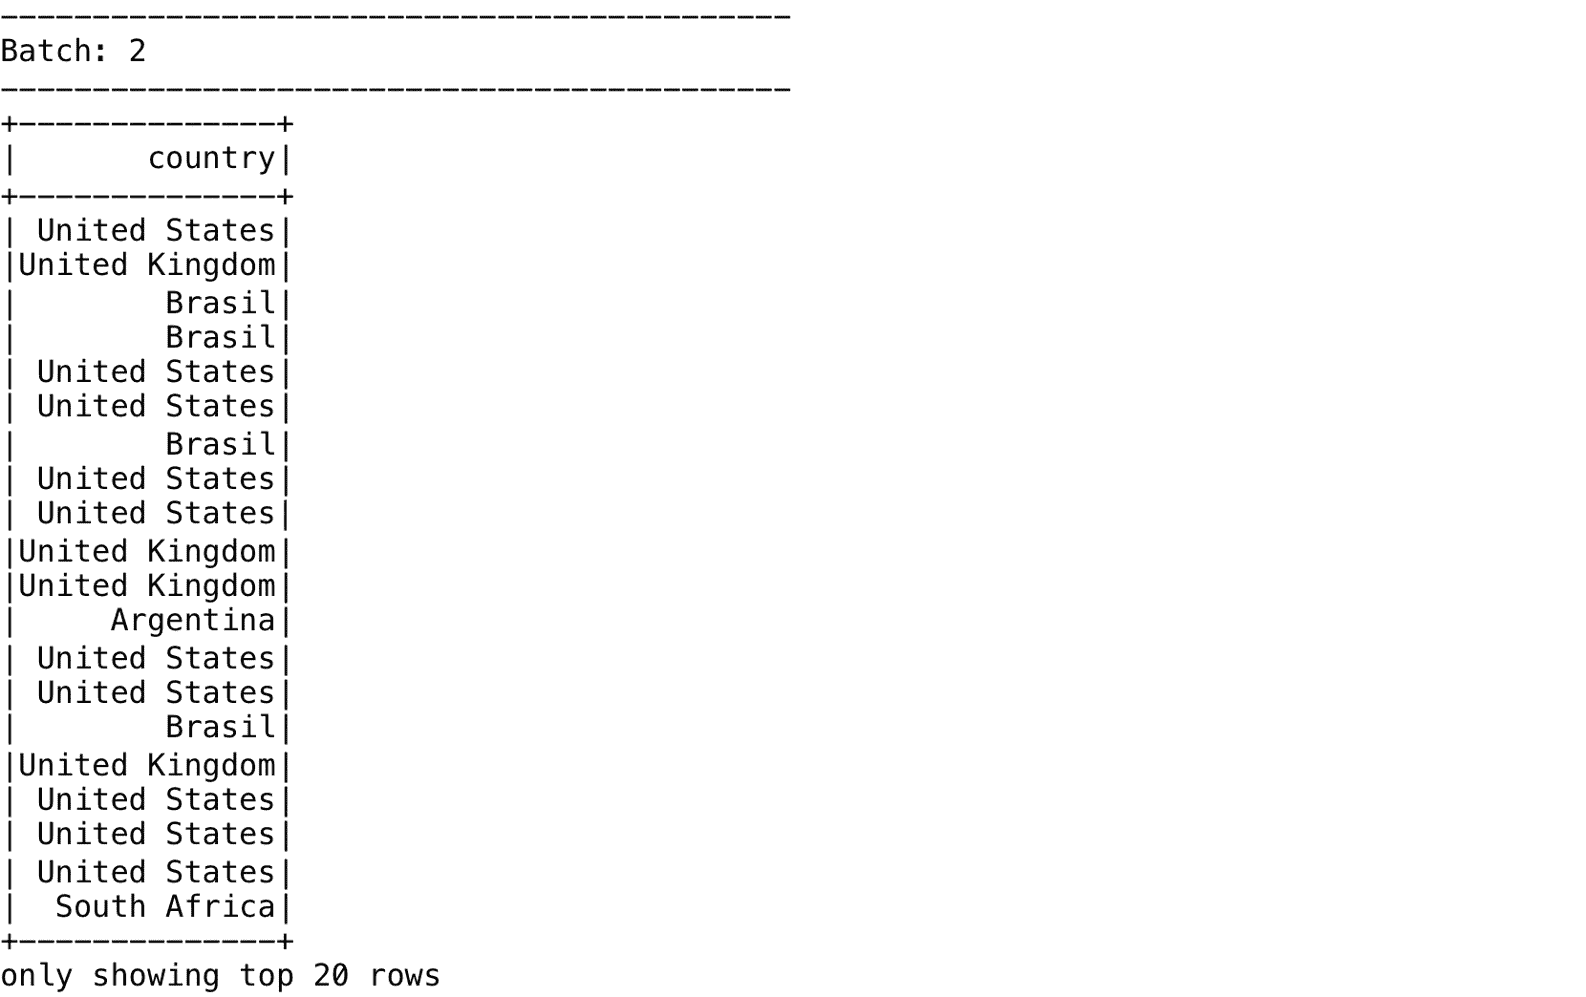 -------------------------------------------
Batch: 2
-------------------------------------------
+--------------+
|       country|
+--------------+
| United States|
|United Kingdom|
|        Brasil|
|        Brasil|
| United States|
| United States|
|        Brasil|
| United States|
| United States|
|United Kingdom|
|United Kingdom|
|     Argentina|
| United States|
| United States|
|        Brasil|
|United Kingdom|
| United States|
| United States|
| United States|
|  South Africa|
+--------------+
only showing top 20 rows